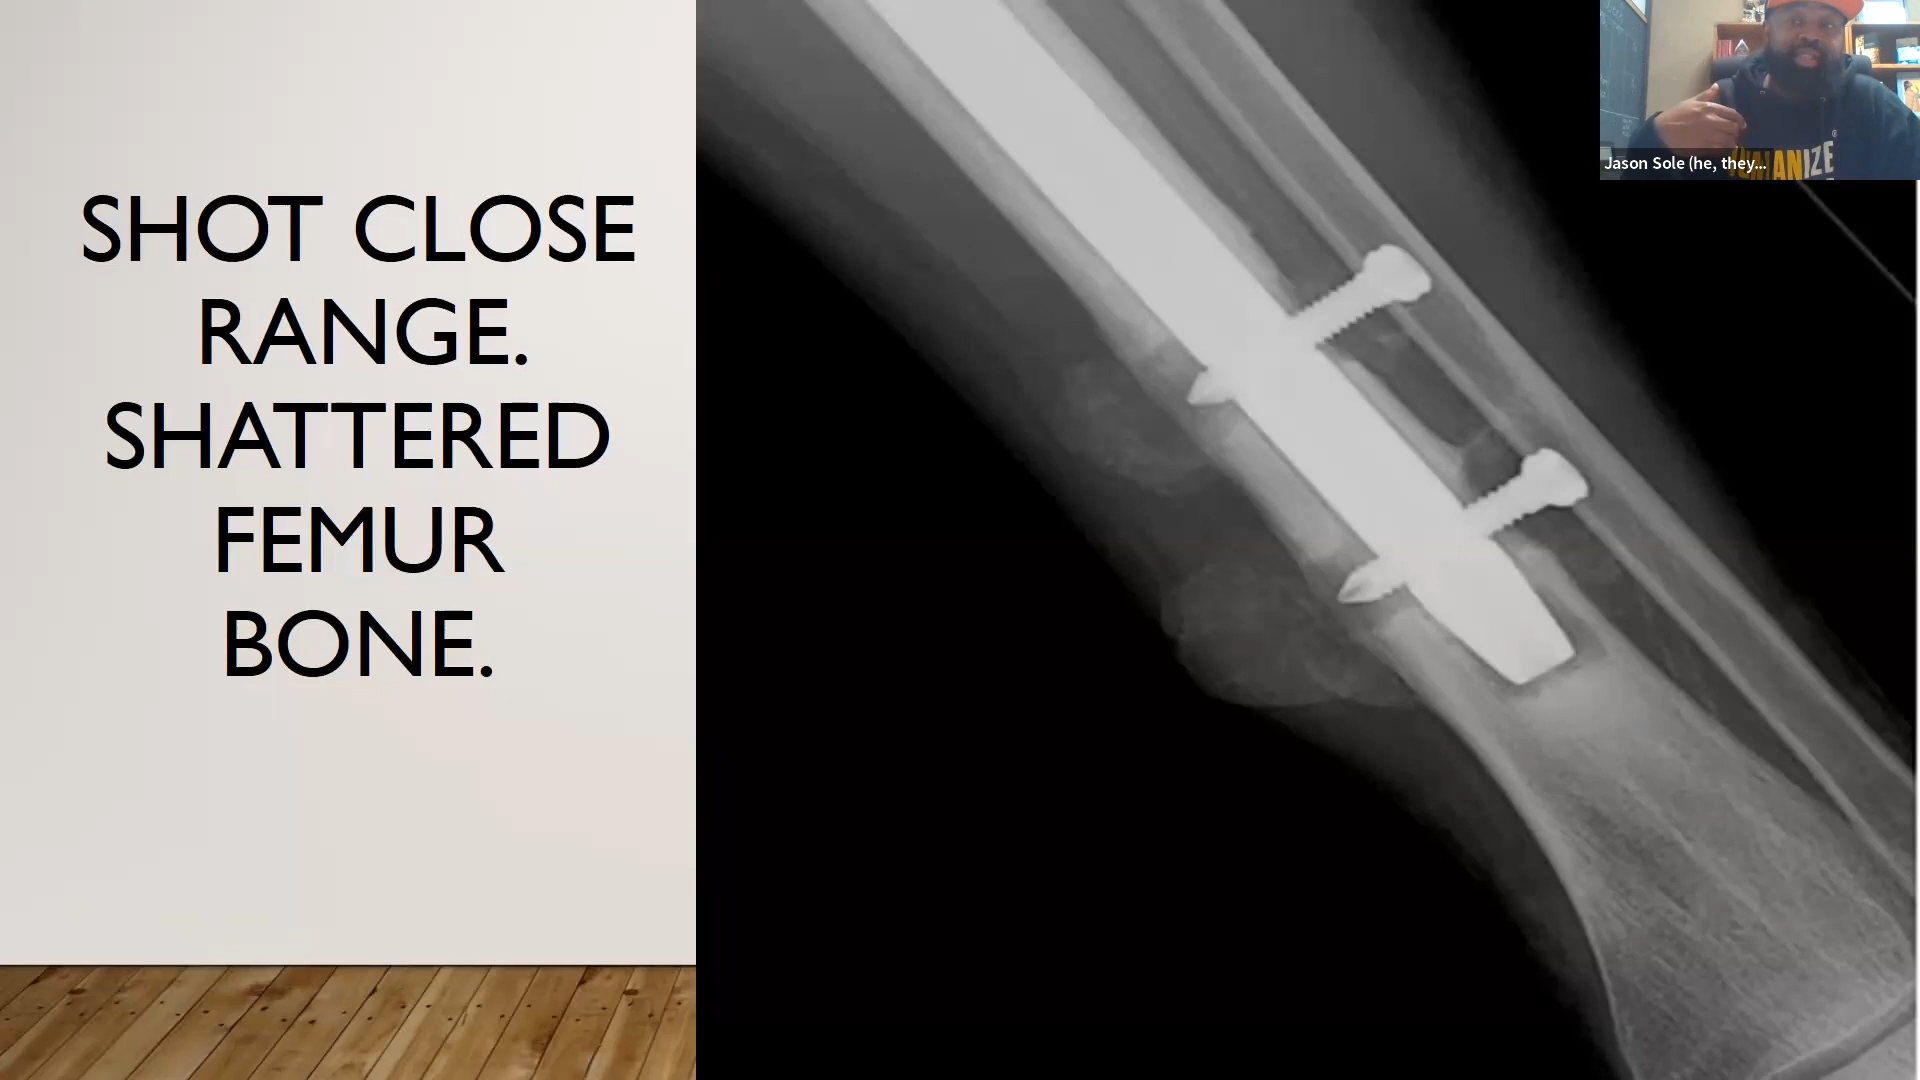 SHOT CLOSE
RANGE.
SHATTERED
FEMUR
BONE.
Jason Sole (he, they...